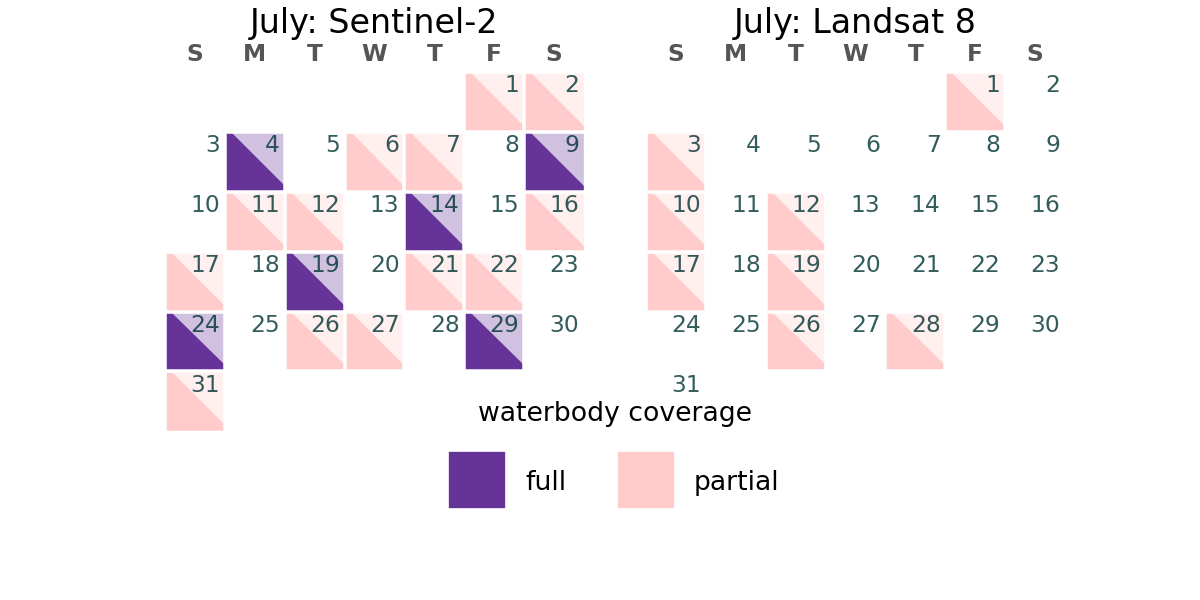 July: Sentinel-2
S M T W T F S
1 2
3 4 5 6 7 8 9
10 11 12 13 14 15 16
17 18 19 20 21 22 23
24 25 26 27 28 29 30
31
July: Landsat 8
S M T W T F S
1 2
3 4 5 6 7 8 9
10 11 12 13 14 15 16
17 18 19 20 21 22 23
24 25 26 27 28 29 30
31
waterbody coverage
full partial